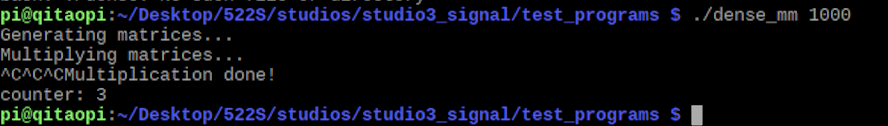 pi@qitaopi:~/Desktop/522S/studios/studio3_signal/test_programs $ ./dense_mm 1000
Generating matrices...
Multiplying matrices...
^C^C^CMultiplication done!
counter: 3
pi@qitaopi:~/Desktop/522S/studios/studio3_signal/test_programs $